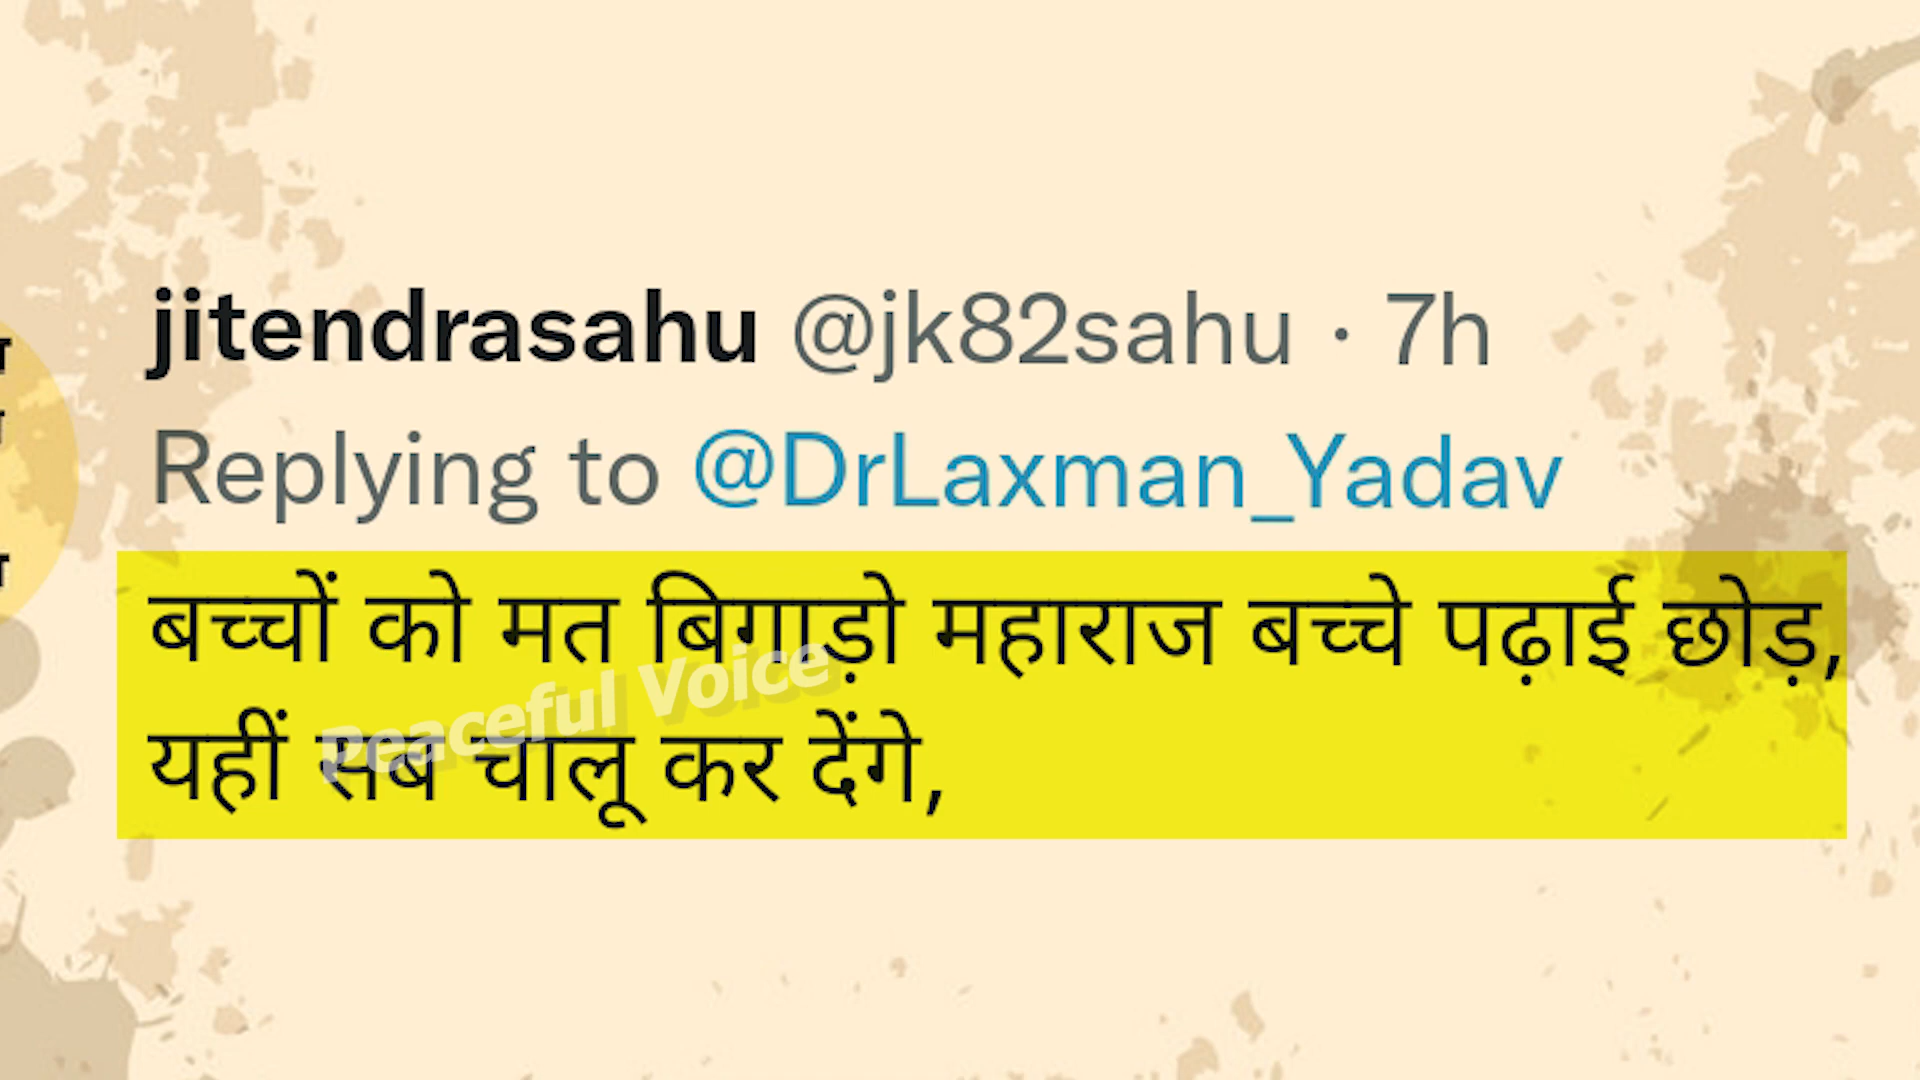 jitendrasahu @jk82sahu · 7h
Replying to @DrLaxman_Yadav
बच्चों को मत बिगाड़ो महाराज बच्चे पढ़ाई छोड़,
यहीं सब चालू कर देंगे,
Peaceful Voice